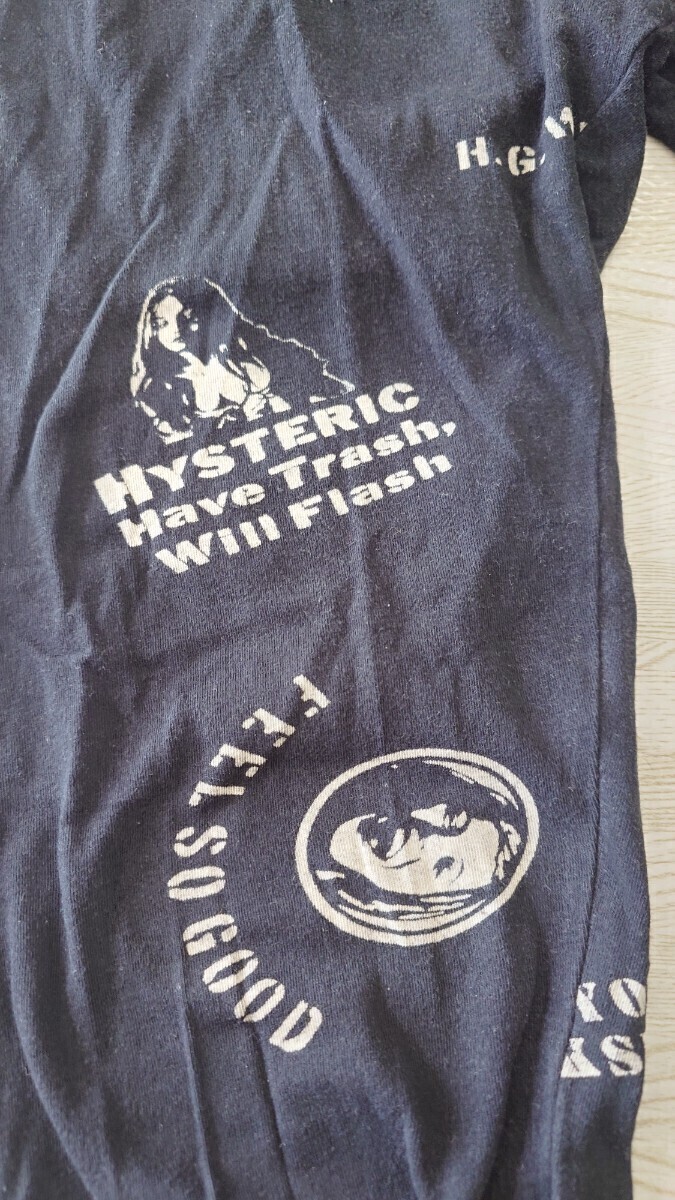 H.G.W.
HYSTERIC
Have Trash,
Will Flash
FEEL SO GOOD